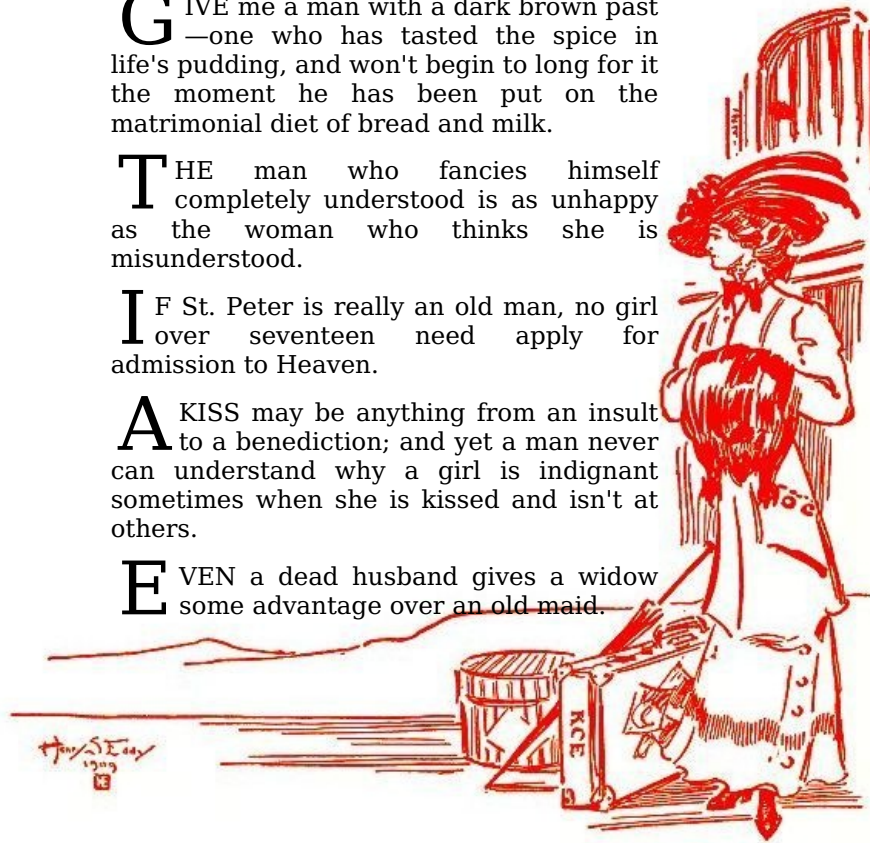 GIVE me a man with a dark brown past
—one who has tasted the spice in
life's pudding, and won't begin to long for it
the moment he has been put on the
matrimonial diet of bread and milk.
THE man who fancies himself
completely understood is as unhappy
as the woman who thinks she is
misunderstood.
IF St. Peter is really an old man, no girl
over seventeen need apply for
admission to Heaven.
A KISS may be anything from an insult
to a benediction; and yet a man never
can understand why a girl is indignant
sometimes when she is kissed and isn't at
others.
EVEN a dead husband gives a widow
some advantage over an old maid.
KCE
Henry S Eddy
1909